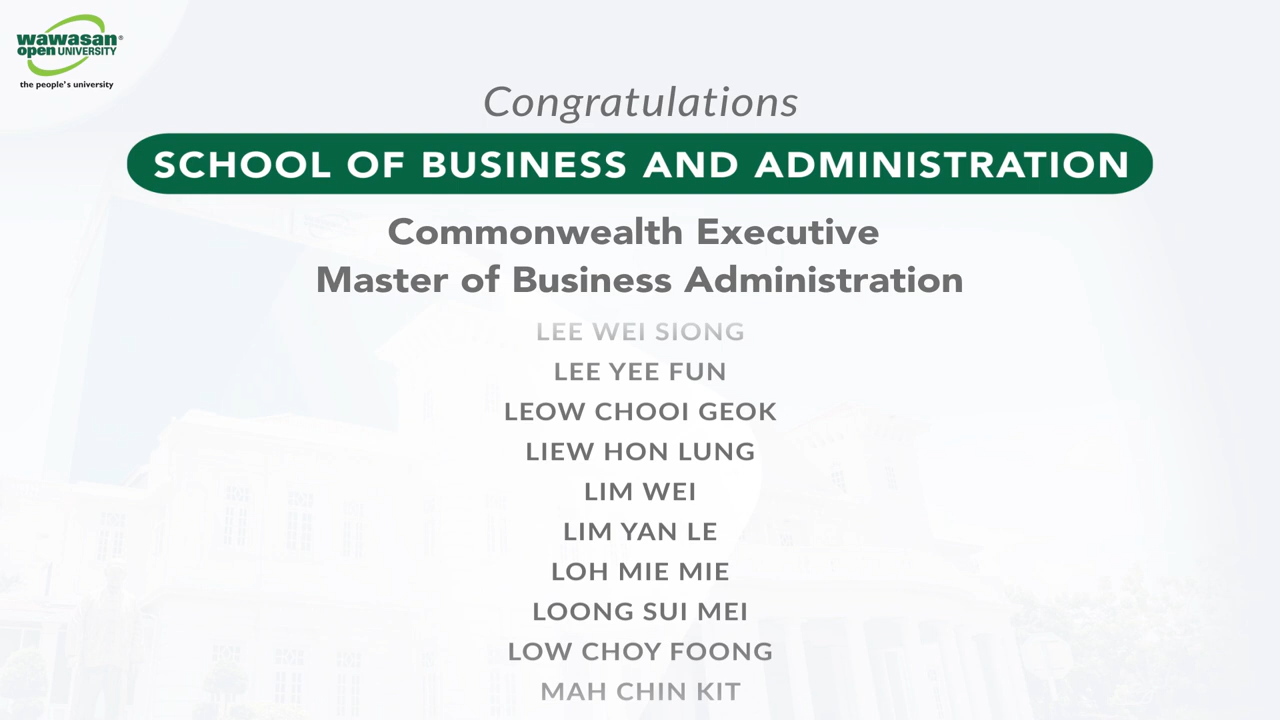 wawasan®
open UNIVERSITY
the people's university
Congratulations
SCHOOL OF BUSINESS AND ADMINISTRATION
Commonwealth Executive
Master of Business Administration
LEE WEI SIONG
LEE YEE FUN
LEOW CHOOI GEOK
LIEW HON LUNG
LIM WEI
LIM YAN LE
LOH MIE MIE
LOONG SUI MEI
LOW CHOY FOONG
MAH CHIN KIT